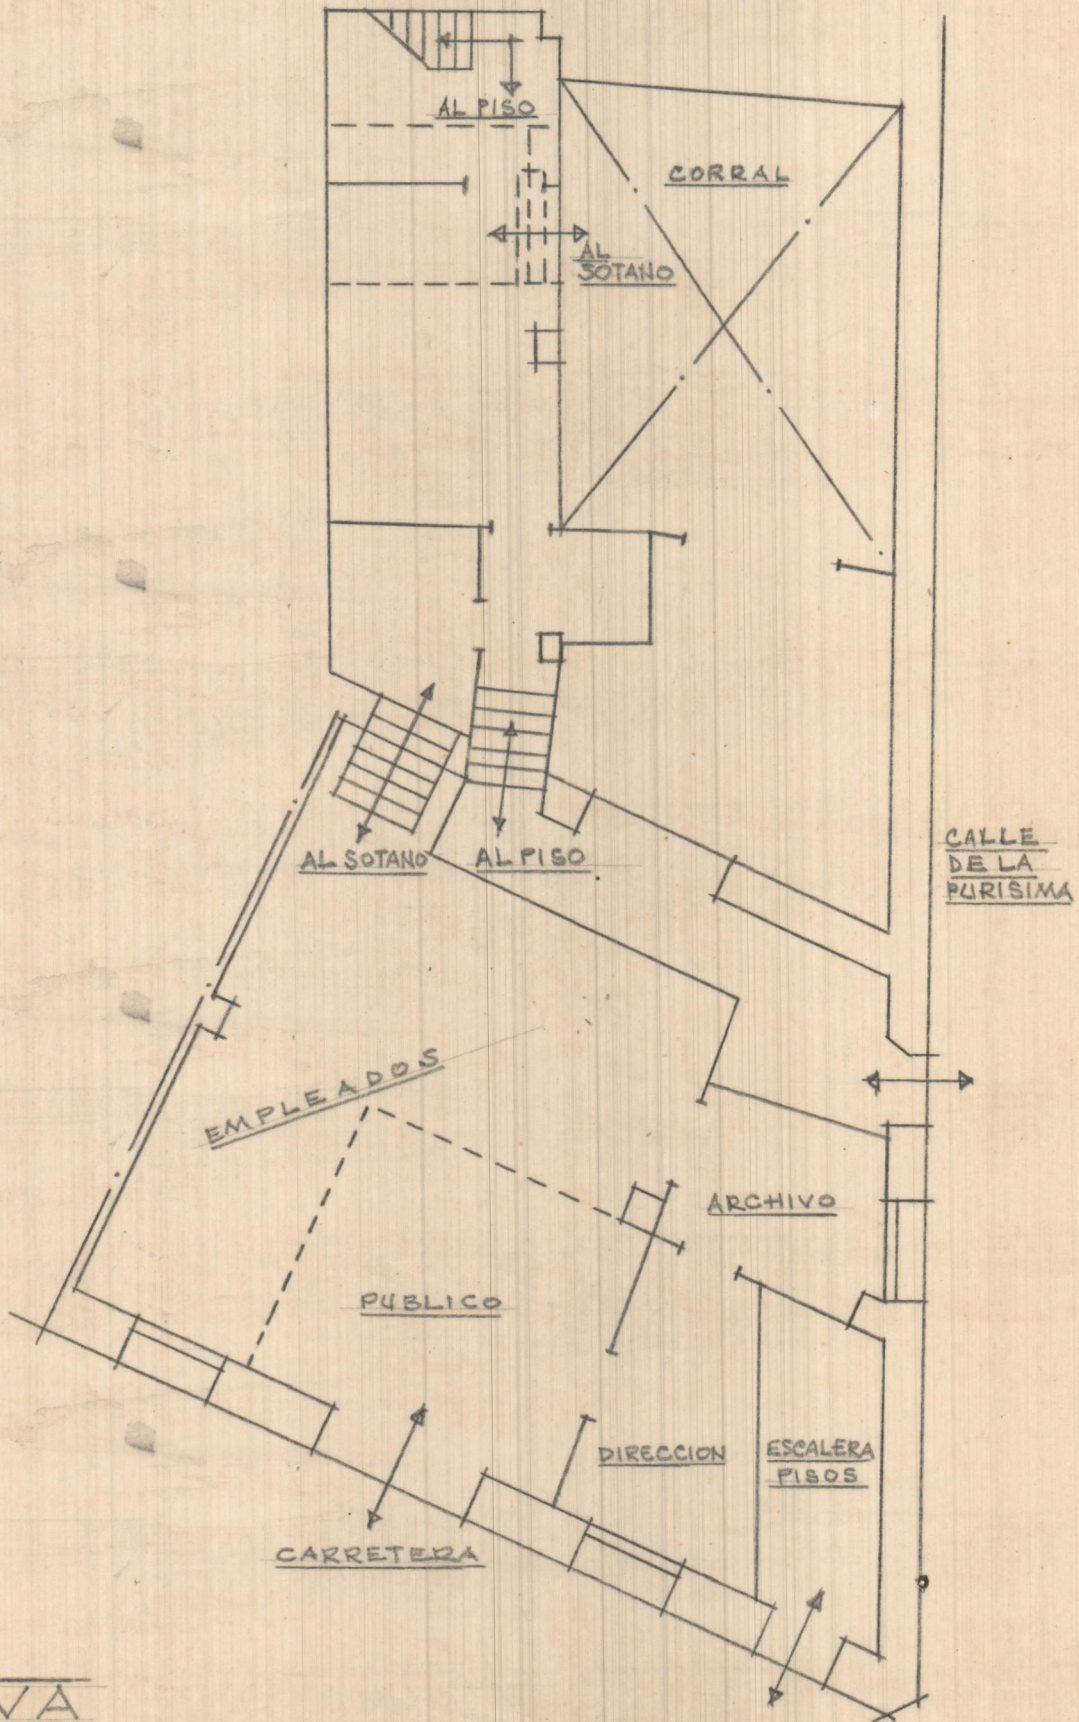 AL PISO
CORRAL
AL
SOTANO
CALLE
DE LA
PURISIMA
AL SOTANO
AL PISO
EMPLEADOS
ARCHIVO
PUBLICO
DIRECCION
ESCALERA
PISOS
CARRETERA
VA